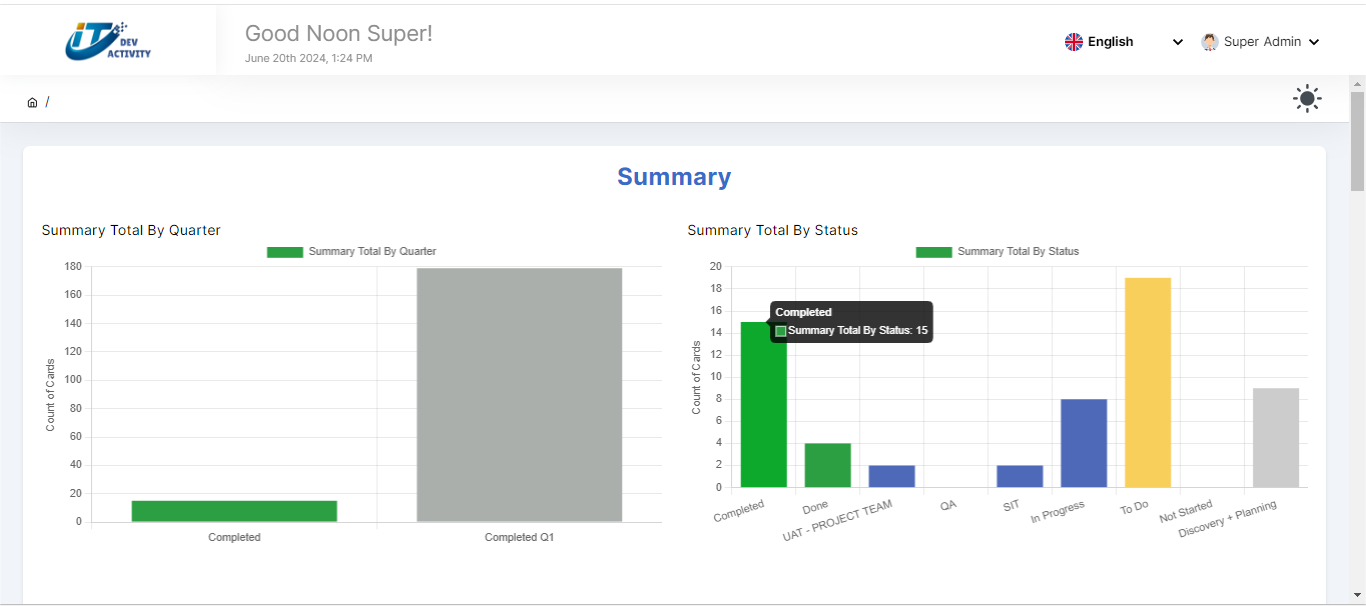 iT DEV ACTIVITY
Good Noon Super!
June 20th 2024, 1:24 PM
English
Super Admin
/
Summary
Summary Total By Quarter
Summary Total By Quarter
Count of Cards
180
160
140
120
100
80
60
40
20
0
Completed
Completed Q1
Summary Total By Status
Summary Total By Status
Count of Cards
20
18
16
14
12
10
8
6
4
2
0
Completed
Summary Total By Status: 15
Completed
Done
UAT - PROJECT TEAM
QA
SIT
In Progress
To Do
Not Started
Discovery + Planning